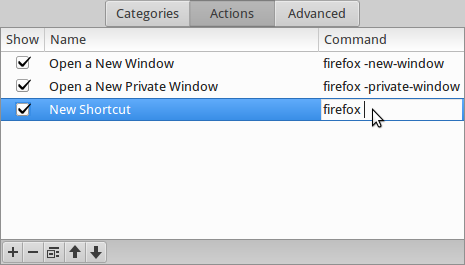 Categories Actions Advanced
Show Name Command
Open a New Window firefox -new-window
Open a New Private Window firefox -private-window
New Shortcut firefox